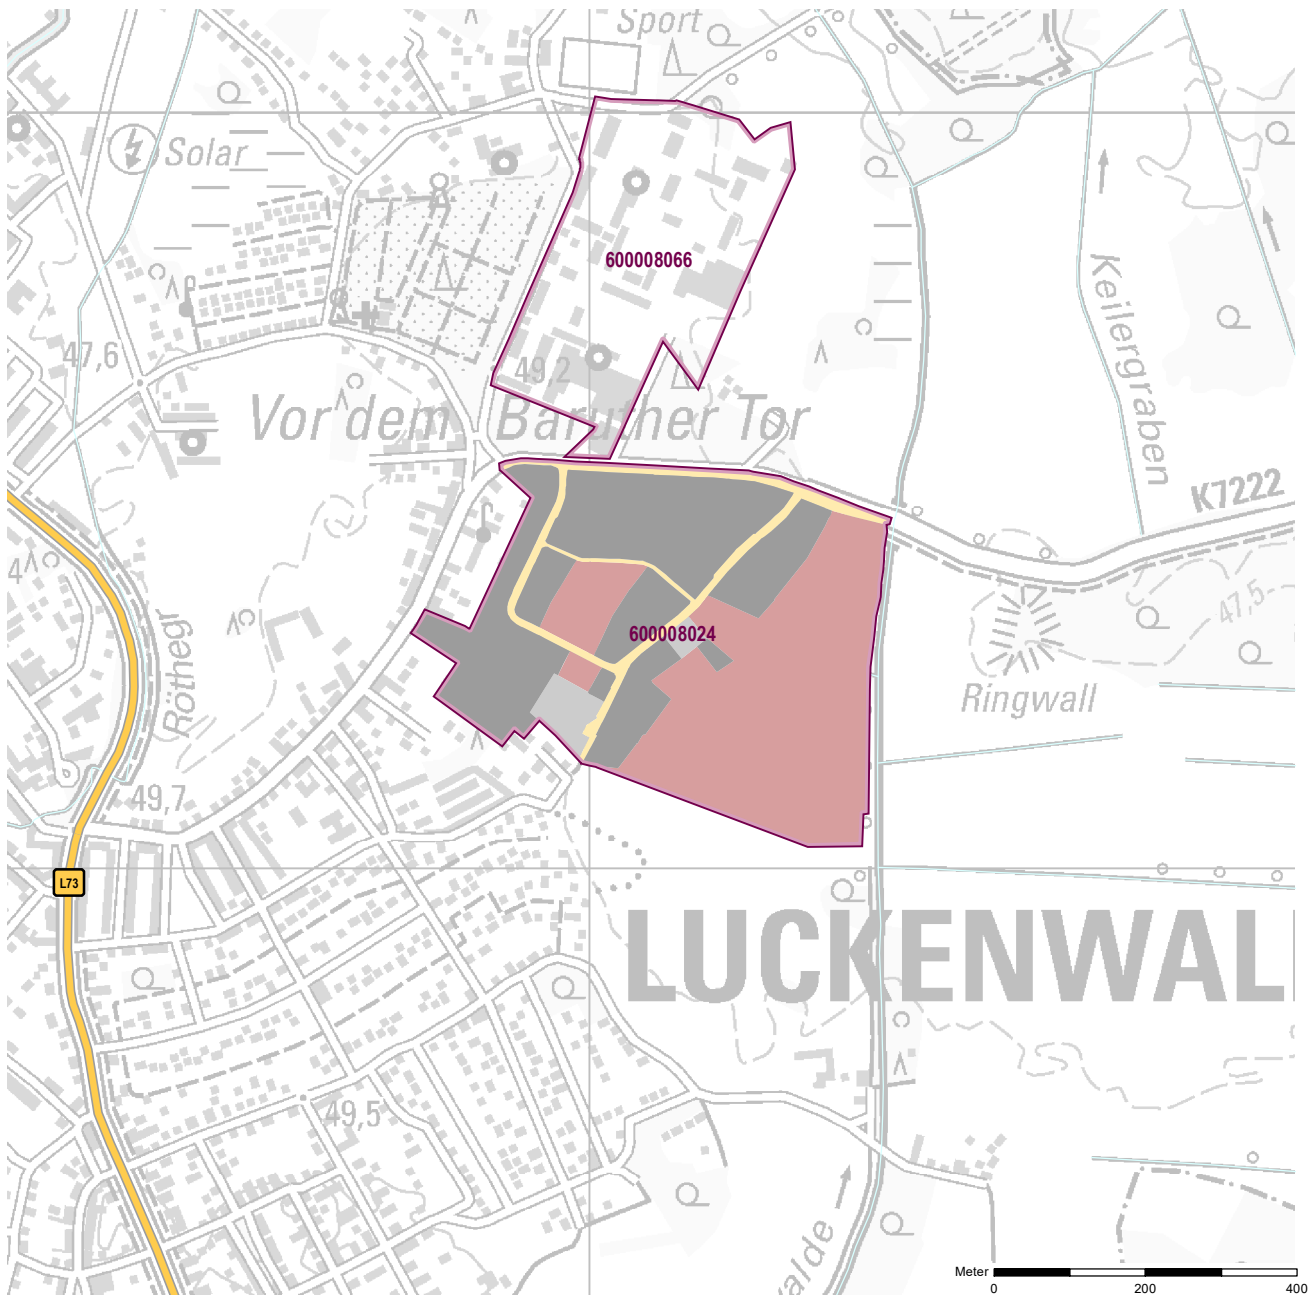 Sport
Solar
600008066
Keilergraben
47,6
49,2
Vor dem Baruther Tor
K7222
4
47,5
600008024
Röthegr
Ringwall
49,7
L73
LUCKENWAL
49,5
walde
Meter
0 200 400